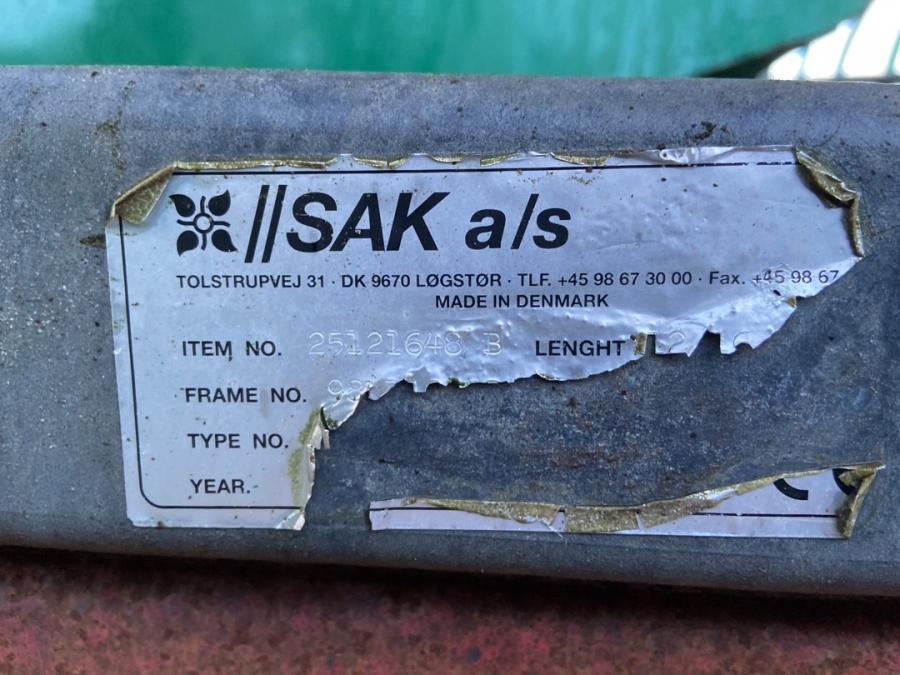 //SAK a/s
TOLSTRUPVEJ 31 · DK 9670 LØGSTØR · TLF. +45 98 67 30 00 · Fax. +45 98 67
MADE IN DENMARK
ITEM NO. 25121648 B LENGHT
FRAME NO.
TYPE NO.
YEAR.